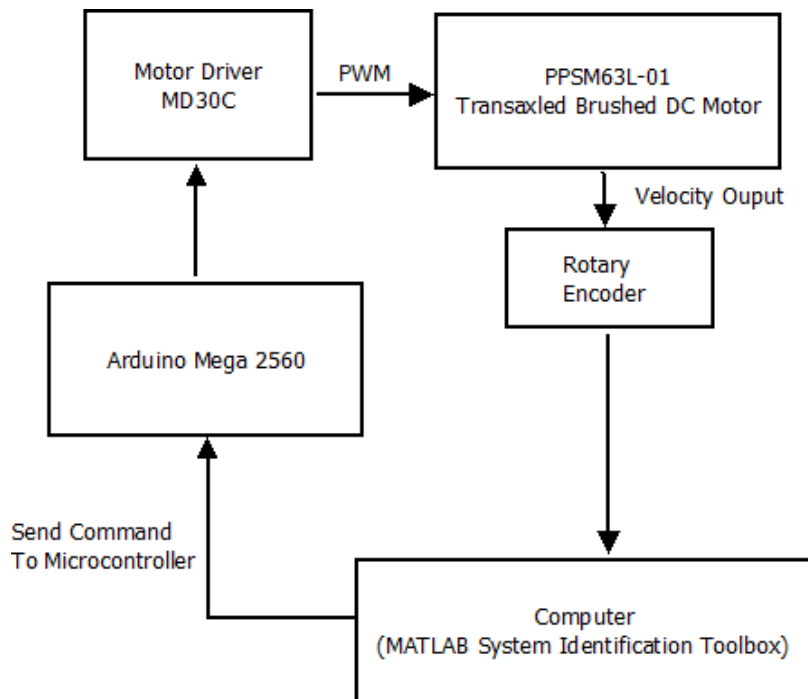 Motor Driver
MD30C
PWM
PPSM63L-01
Transaxled Brushed DC Motor
Velocity Ouput
Rotary
Encoder
Arduino Mega 2560
Send Command
To Microcontroller
Computer
(MATLAB System Identification Toolbox)